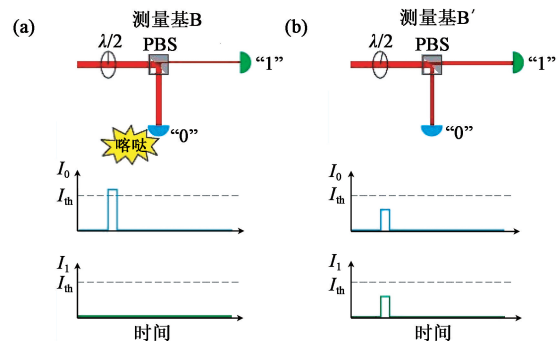 (a)
测量基B
λ/2
PBS
“1”
喀哒
“0”
I₀
Iₜₕ
I₁
Iₜₕ
时间
(b)
测量基B′
λ/2
PBS
“1”
“0”
I₀
Iₜₕ
I₁
Iₜₕ
时间